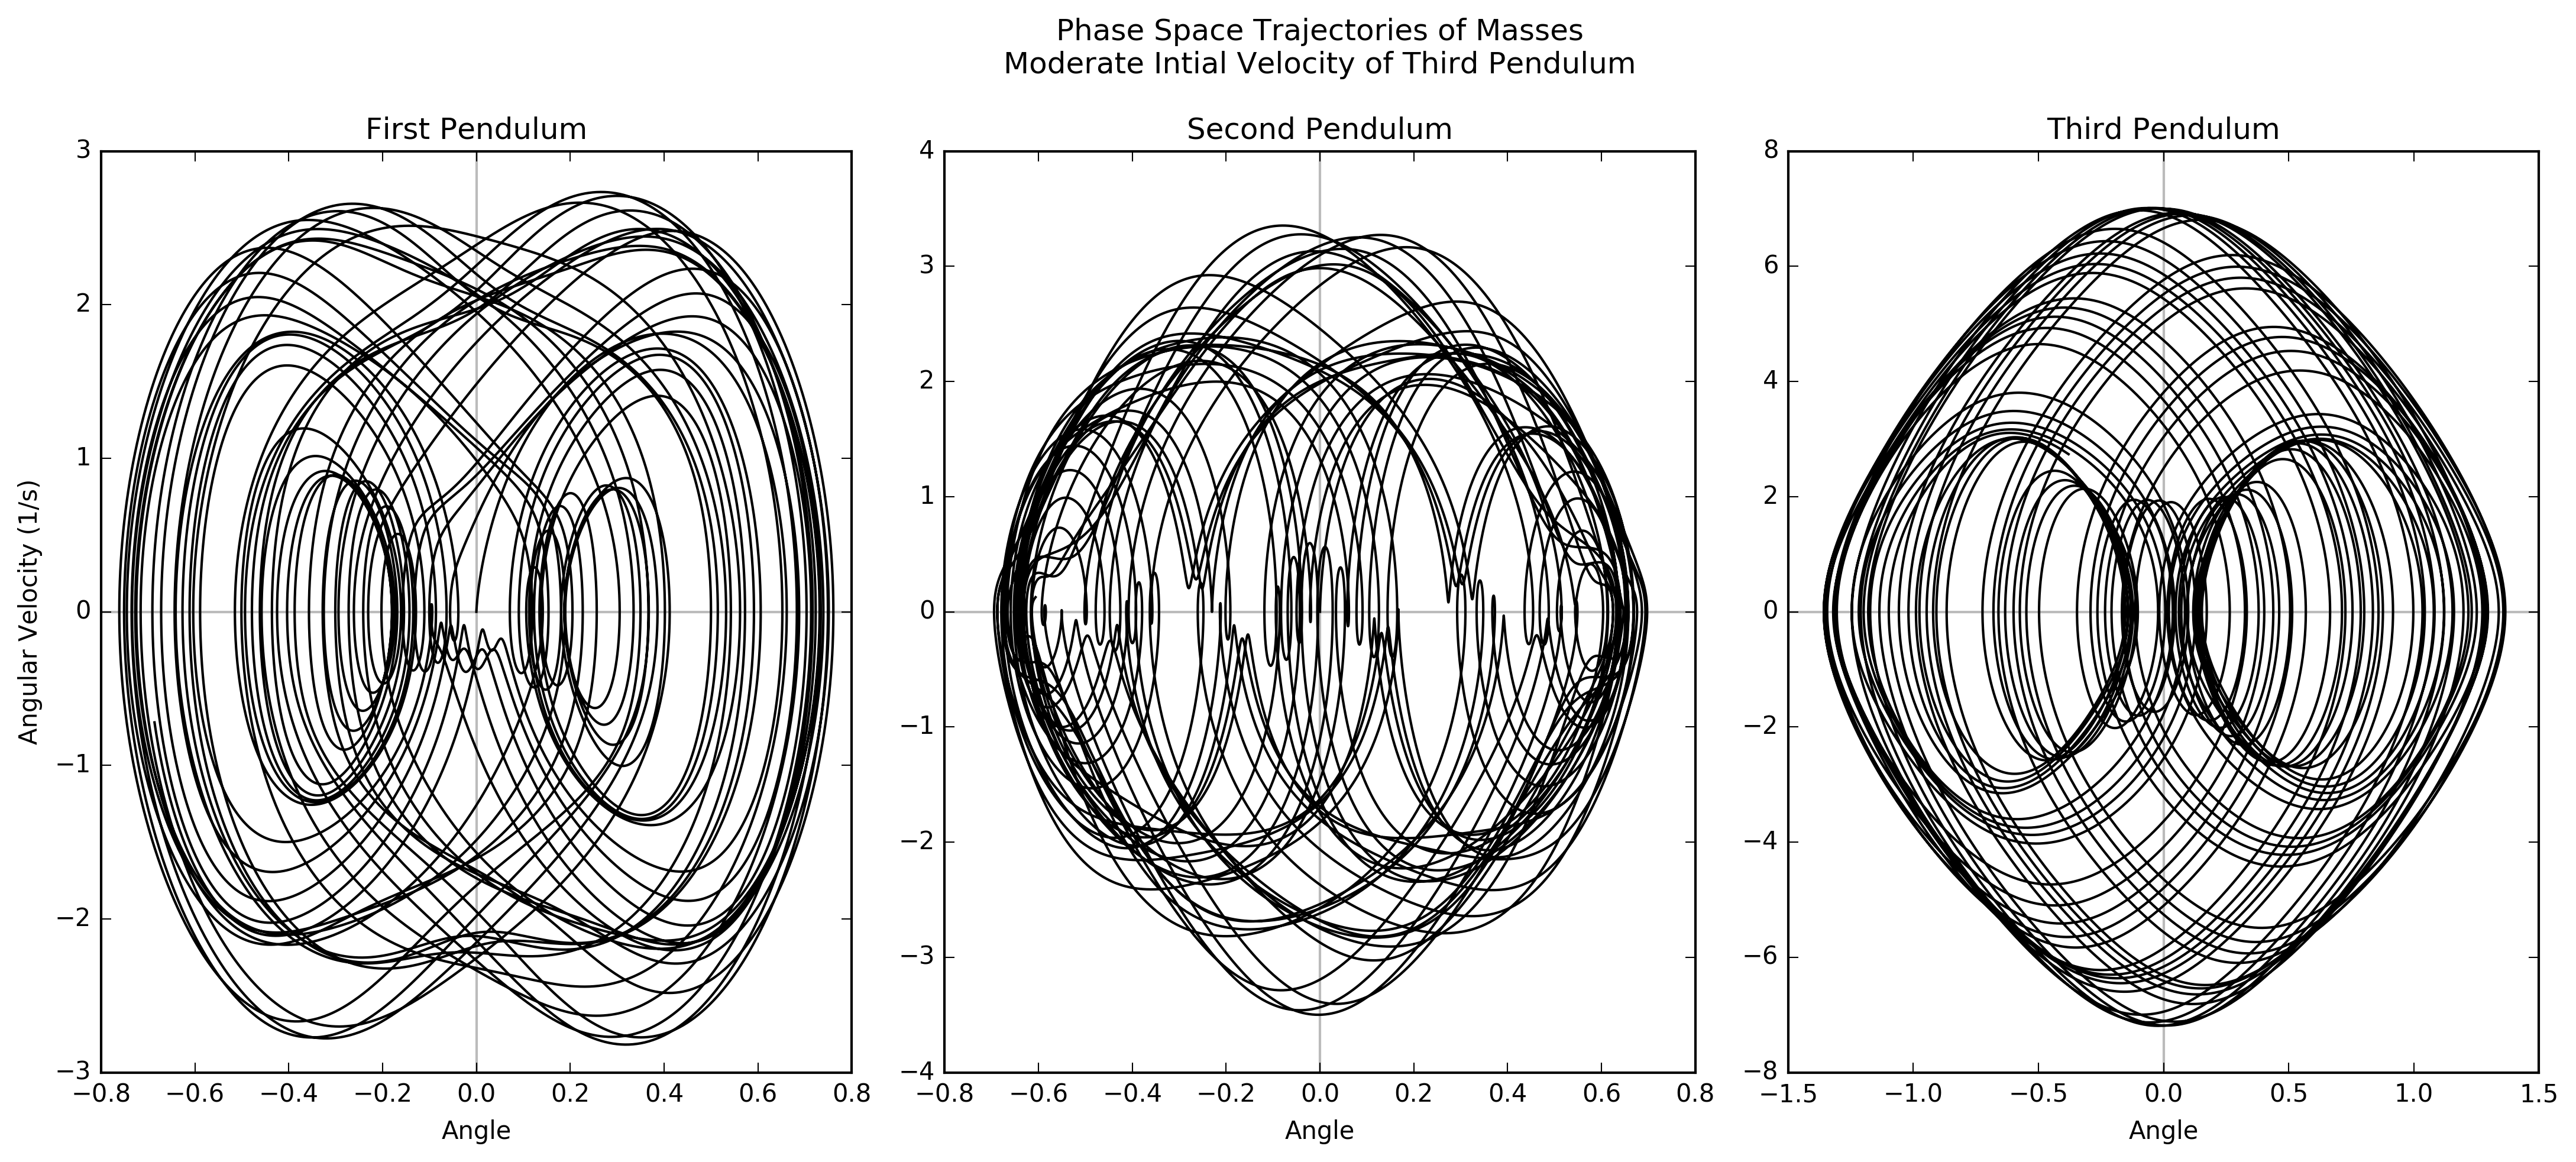 Phase Space Trajectories of Masses
Moderate Intial Velocity of Third Pendulum
First Pendulum
Second Pendulum
Third Pendulum
Angular Velocity (1/s)
3
2
1
0
−1
−2
−3
−0.8 −0.6 −0.4 −0.2 0.0 0.2 0.4 0.6 0.8
Angle
4
3
2
1
0
−1
−2
−3
−4
−0.8 −0.6 −0.4 −0.2 0.0 0.2 0.4 0.6 0.8
Angle
8
6
4
2
0
−2
−4
−6
−8
−1.5 −1.0 −0.5 0.0 0.5 1.0 1.5
Angle